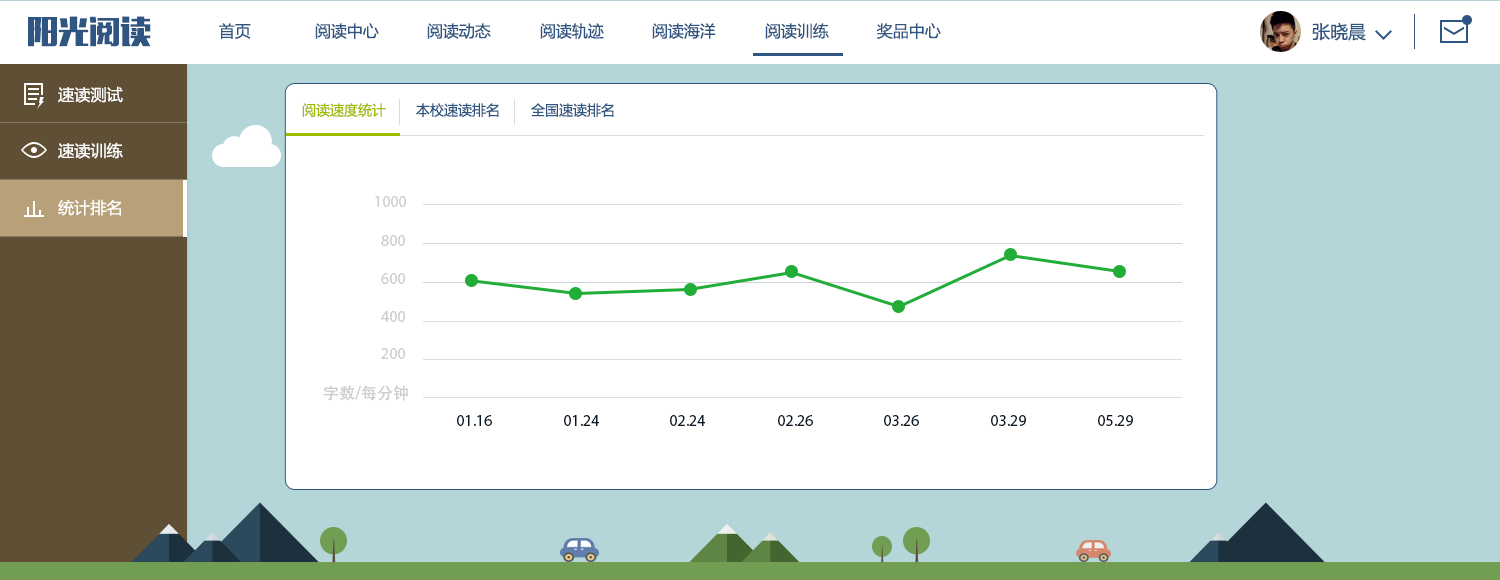 阳光阅读
首页 阅读中心 阅读动态 阅读轨迹 阅读海洋 阅读训练 奖品中心
张晓晨
速读测试
速读训练
统计排名
阅读速度统计 本校速读排名 全国速读排名
1000
800
600
400
200
字数/每分钟
01.16 01.24 02.24 02.26 03.26 03.29 05.29